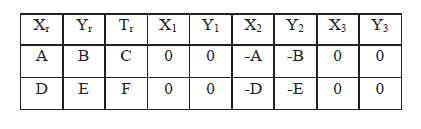 Xr Yr Tr X1 Y1 X2 Y2 X3 Y3
A B C 0 0 -A -B 0 0
D E F 0 0 -D -E 0 0